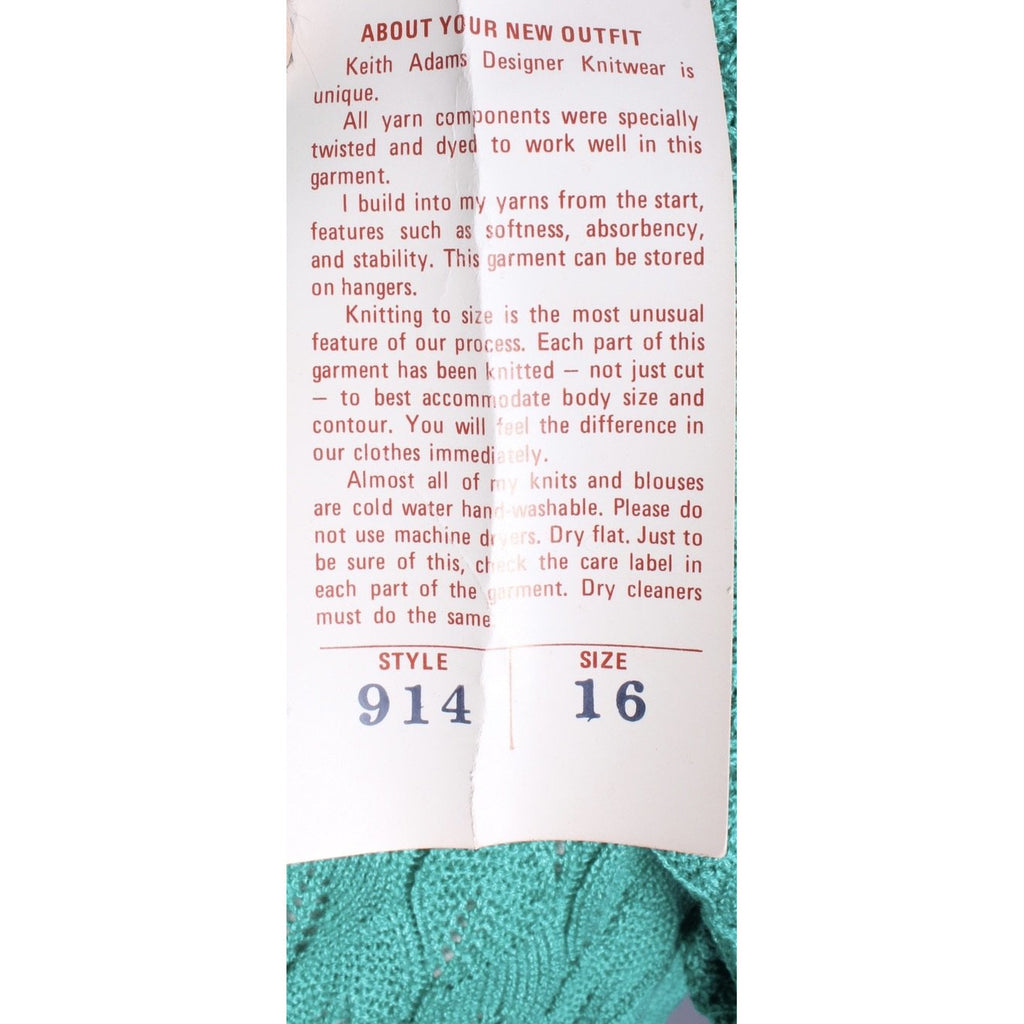 ABOUT YOUR NEW OUTFIT
Keith Adams Designer Knitwear is
unique.
All yarn components were specially
twisted and dyed to work well in this
garment.
I build into my yarns from the start,
features such as softness, absorbency,
and stability. This garment can be stored
on hangers.
Knitting to size is the most unusual
feature of our process. Each part of this
garment has been knitted — not just cut
— to best accommodate body size and
contour. You will feel the difference in
our clothes immediately.
Almost all of my knits and blouses
are cold water hand-washable. Please do
not use machine dryers. Dry flat. Just to
be sure of this, check the care label in
each part of the garment. Dry cleaners
must do the same
STYLE SIZE
914 16